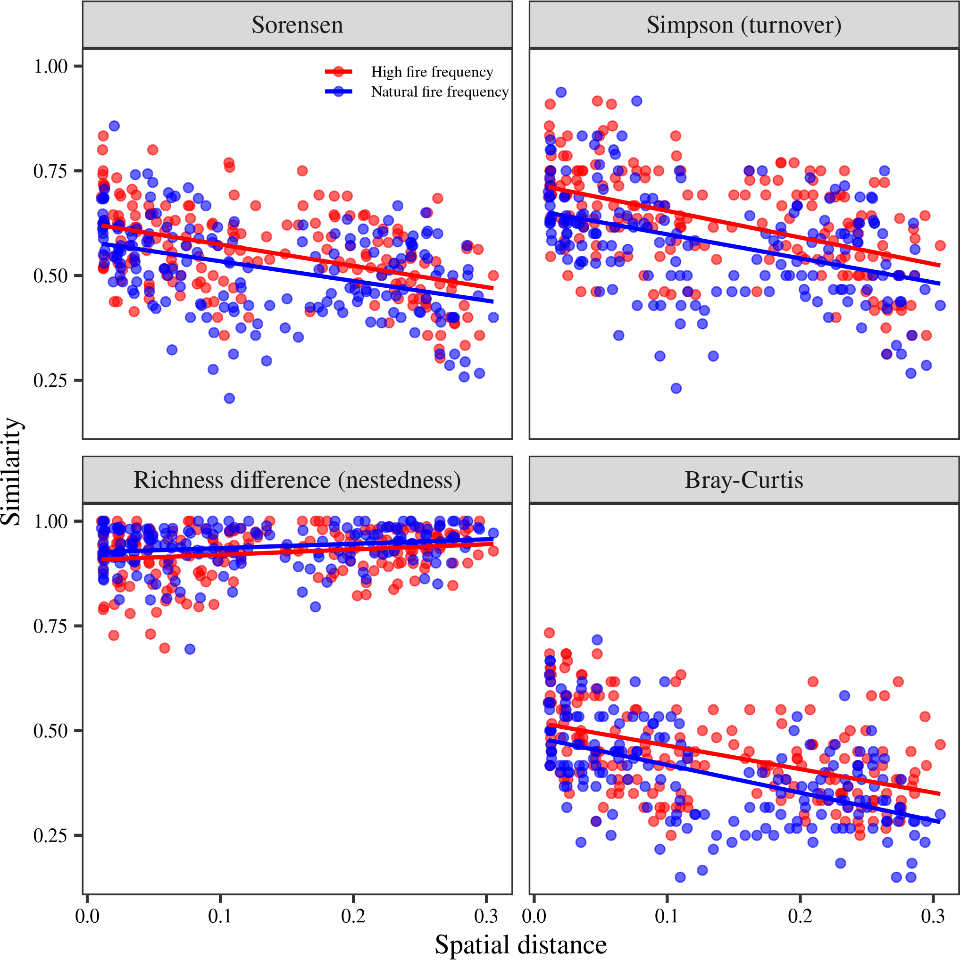 Sorensen
Simpson (turnover)
High fire frequency
Natural fire frequency
1.00
0.75
0.50
0.25
Similarity
Richness difference (nestedness)
Bray-Curtis
1.00
0.75
0.50
0.25
0.0 0.1 0.2 0.3
0.0 0.1 0.2 0.3
Spatial distance